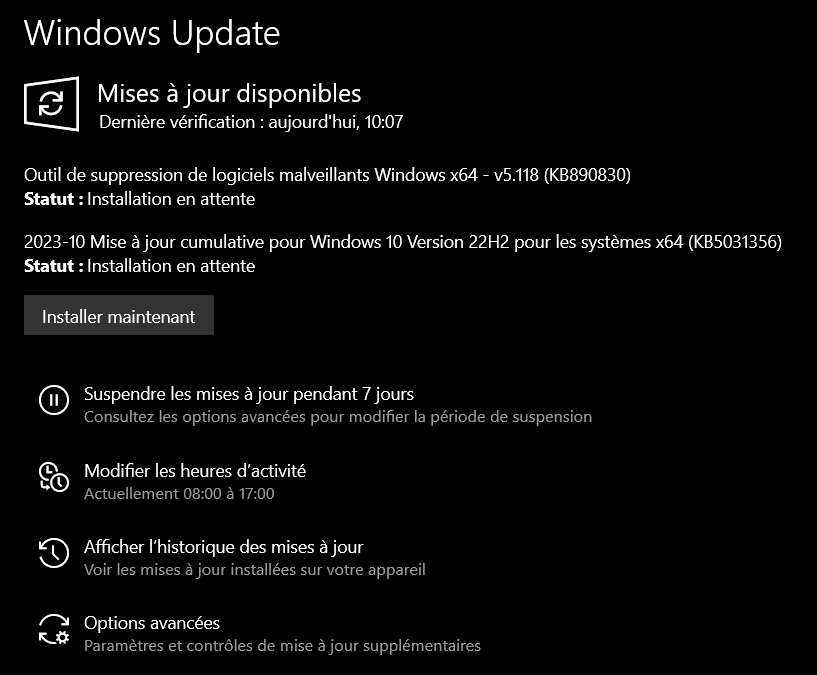 Windows Update
Mises à jour disponibles
Dernière vérification : aujourd'hui, 10:07
Outil de suppression de logiciels malveillants Windows x64 - v5.118 (KB890830)
Statut : Installation en attente
2023-10 Mise à jour cumulative pour Windows 10 Version 22H2 pour les systèmes x64 (KB5031356)
Statut : Installation en attente
Installer maintenant
Suspendre les mises à jour pendant 7 jours
Consultez les options avancées pour modifier la période de suspension
Modifier les heures d’activité
Actuellement 08:00 à 17:00
Afficher l’historique des mises à jour
Voir les mises à jour installées sur votre appareil
Options avancées
Paramètres et contrôles de mise à jour supplémentaires